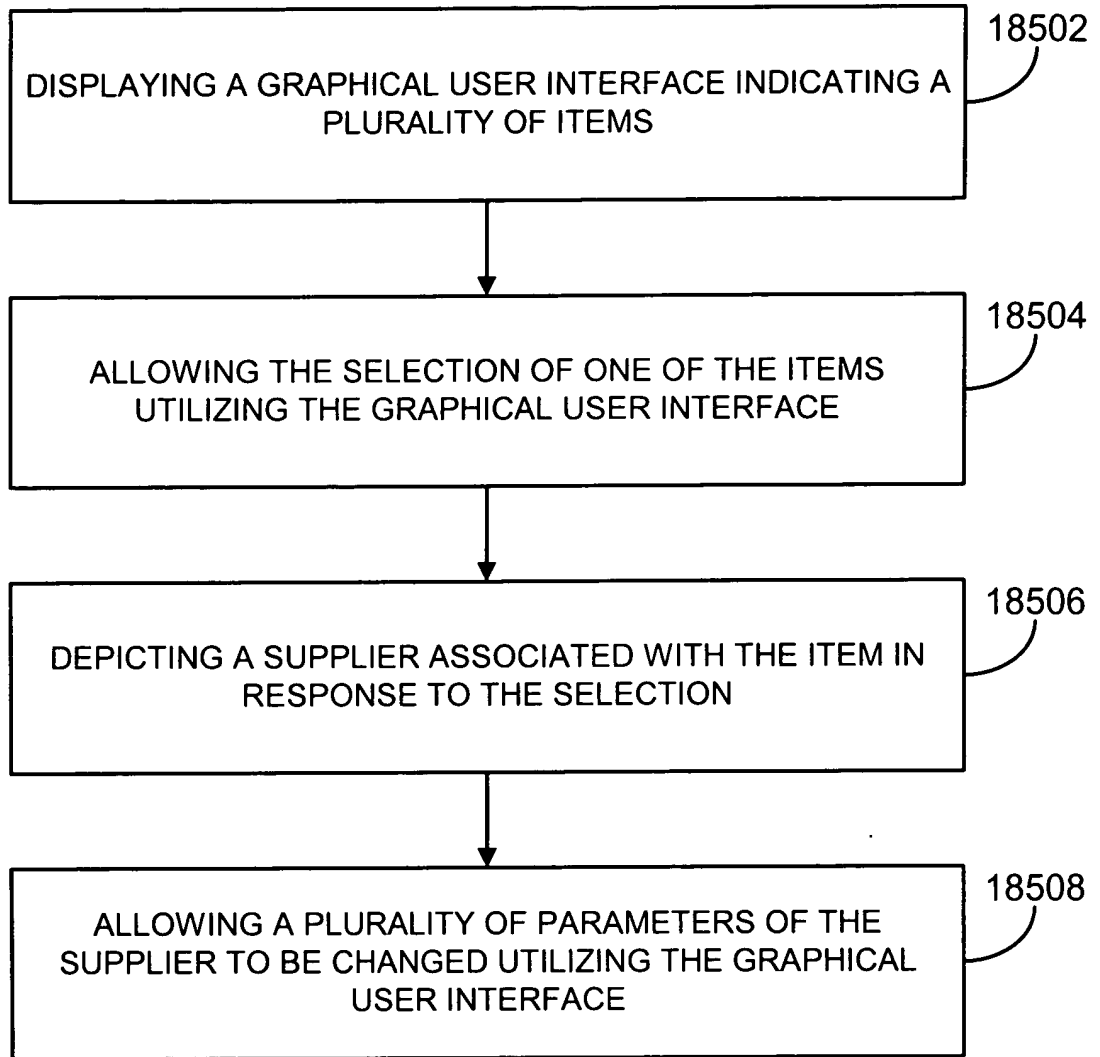 18502
DISPLAYING A GRAPHICAL USER INTERFACE INDICATING A
PLURALITY OF ITEMS
18504
ALLOWING THE SELECTION OF ONE OF THE ITEMS
UTILIZING THE GRAPHICAL USER INTERFACE
18506
DEPICTING A SUPPLIER ASSOCIATED WITH THE ITEM IN
RESPONSE TO THE SELECTION
18508
ALLOWING A PLURALITY OF PARAMETERS OF THE
SUPPLIER TO BE CHANGED UTILIZING THE GRAPHICAL
USER INTERFACE